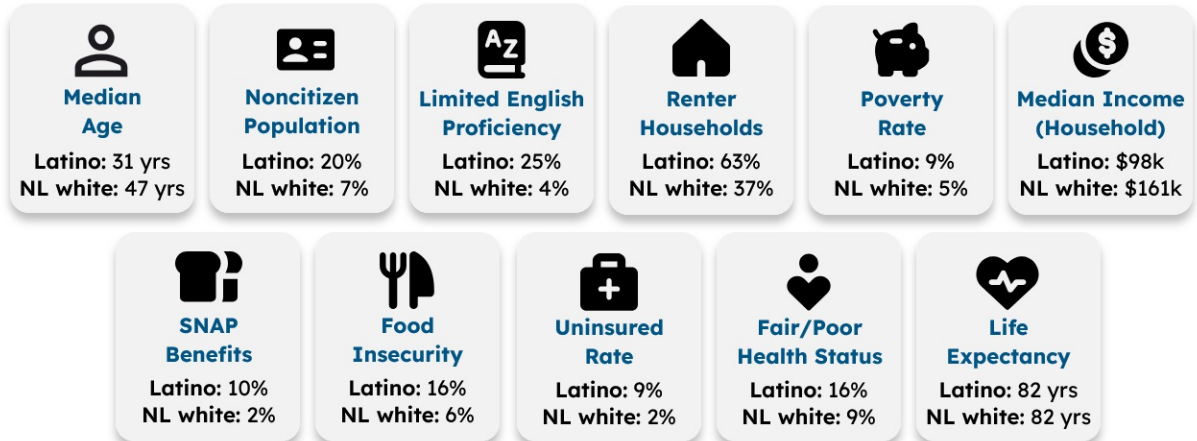 A Z
$
Median
Age
Latino: 31 yrs
NL white: 47 yrs
Noncitizen
Population
Latino: 20%
NL white: 7%
Limited English
Proficiency
Latino: 25%
NL white: 4%
Renter
Households
Latino: 63%
NL white: 37%
Poverty
Rate
Latino: 9%
NL white: 5%
Median Income
(Household)
Latino: $98k
NL white: $161k
SNAP
Benefits
Latino: 10%
NL white: 2%
Food
Insecurity
Latino: 16%
NL white: 6%
Uninsured
Rate
Latino: 9%
NL white: 2%
Fair/Poor
Health Status
Latino: 16%
NL white: 9%
Life
Expectancy
Latino: 82 yrs
NL white: 82 yrs